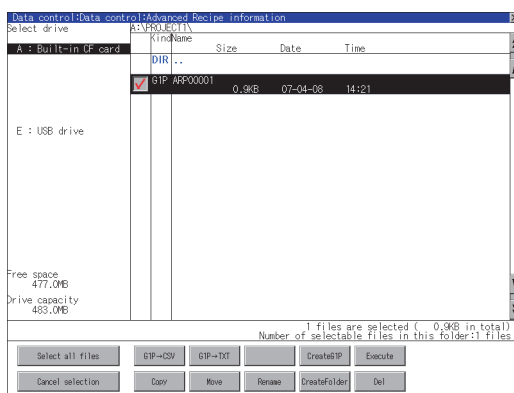 Data control:Data control:Advanced Recipe information
Select drive
A:\PROJECT1\
Kind Name
Size Date Time
A : Built-in CF card
DIR ..
G1P ARP00001
0.9KB 07-04-08 14:21
E : USB drive
Free space
477.0MB
Drive capacity
483.0MB
1 files are selected ( 0.9KB in total)
Number of selectable files in this folder:1 files
Select all files G1P→CSV G1P→TXT CreateG1P Execute
Cancel selection Copy Move Rename CreateFolder Del